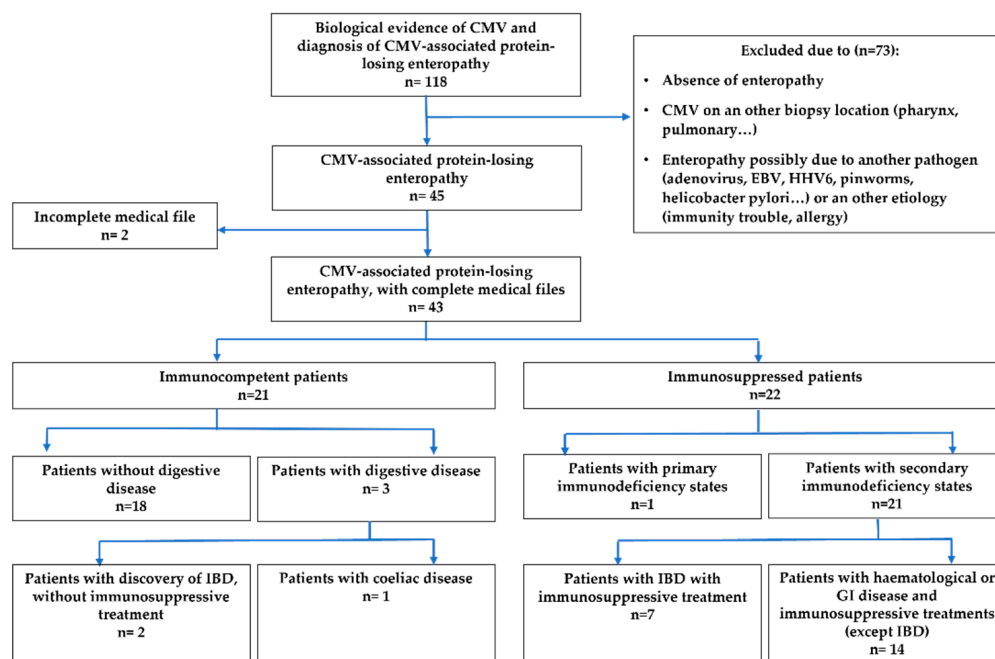 Biological evidence of CMV and
diagnosis of CMV-associated protein-
losing enteropathy
n= 118
Excluded due to (n=73):
• Absence of enteropathy
• CMV on an other biopsy location (pharynx,
pulmonary…)
• Enteropathy possibly due to another pathogen
(adenovirus, EBV, HHV6, pinworms,
helicobacter pylori…) or an other etiology
(immunity trouble, allergy)
CMV-associated protein-losing
enteropathy
n= 45
Incomplete medical file
n= 2
CMV-associated protein-losing
enteropathy, with complete medical files
n= 43
Immunocompetent patients
n=21
Immunosuppressed patients
n=22
Patients without digestive
disease
n=18
Patients with digestive disease
n= 3
Patients with primary
immunodeficiency states
n=1
Patients with secondary
immunodeficiency states
n=21
Patients with discovery of IBD,
without immunosuppressive
treatment
n= 2
Patients with coeliac disease
n= 1
Patients with IBD with
immunosuppressive treatment
n=7
Patients with haematological or
GI disease and
immunosuppressive treatments
(except IBD)
n= 14